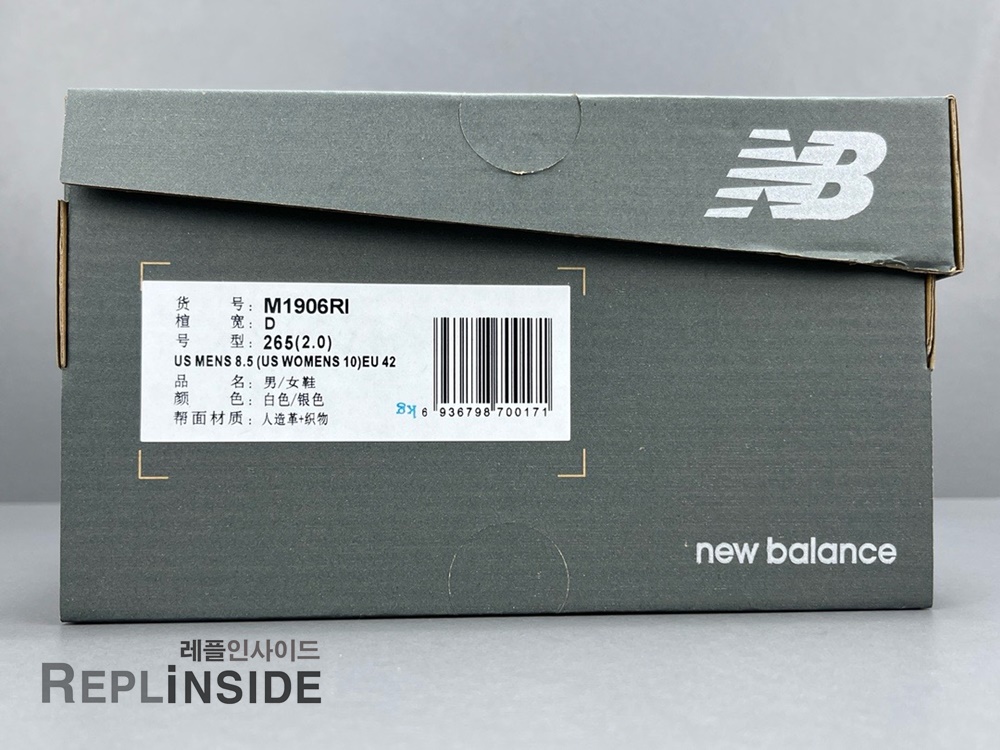 NB
货 号: M1906RI
楦 宽: D
号 型: 265(2.0)
US MENS 8.5 (US WOMENS 10)EU 42
品 名: 男/女鞋
颜 色: 白色/银色
帮面材质: 人造革+织物
kg
6 936798 700171
new balance
레플인사이드
REPLiNSIDE